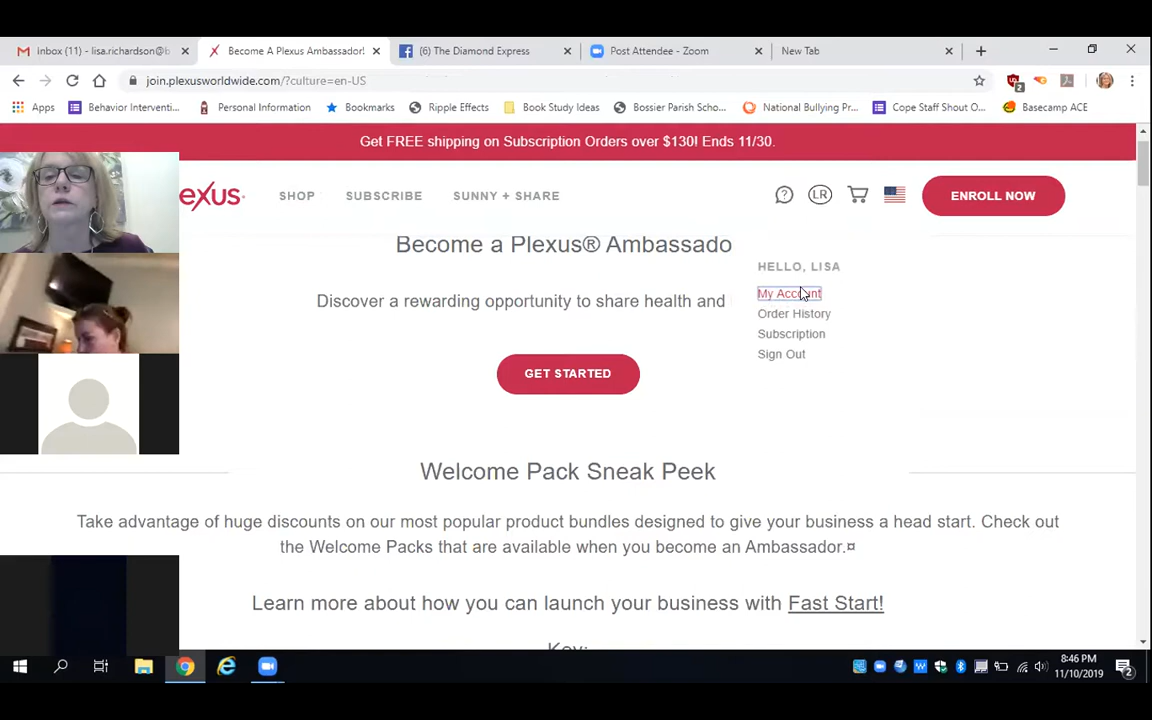 inbox (11) - lisa.richardson@b
Become A Plexus Ambassador!
(6) The Diamond Express
Post Attendee - Zoom
New Tab
join.plexusworldwide.com/?culture=en-US
2
Apps
Behavior Interventi...
Personal Information
Bookmarks
Ripple Effects
Book Study Ideas
Bossier Parish Scho...
National Bullying Pr...
Cope Staff Shout O...
Basecamp ACE
Get FREE shipping on Subscription Orders over $130! Ends 11/30.
exus
SHOP
SUBSCRIBE
SUNNY + SHARE
LR
ENROLL NOW
Become a Plexus® Ambassado
HELLO, LISA
My Account
Discover a rewarding opportunity to share health and
Order History
Subscription
Sign Out
GET STARTED
Welcome Pack Sneak Peek
Take advantage of huge discounts on our most popular product bundles designed to give your business a head start. Check out
the Welcome Packs that are available when you become an Ambassador.¤
Learn more about how you can launch your business with Fast Start!
Key:
8:46 PM
11/10/2019
2